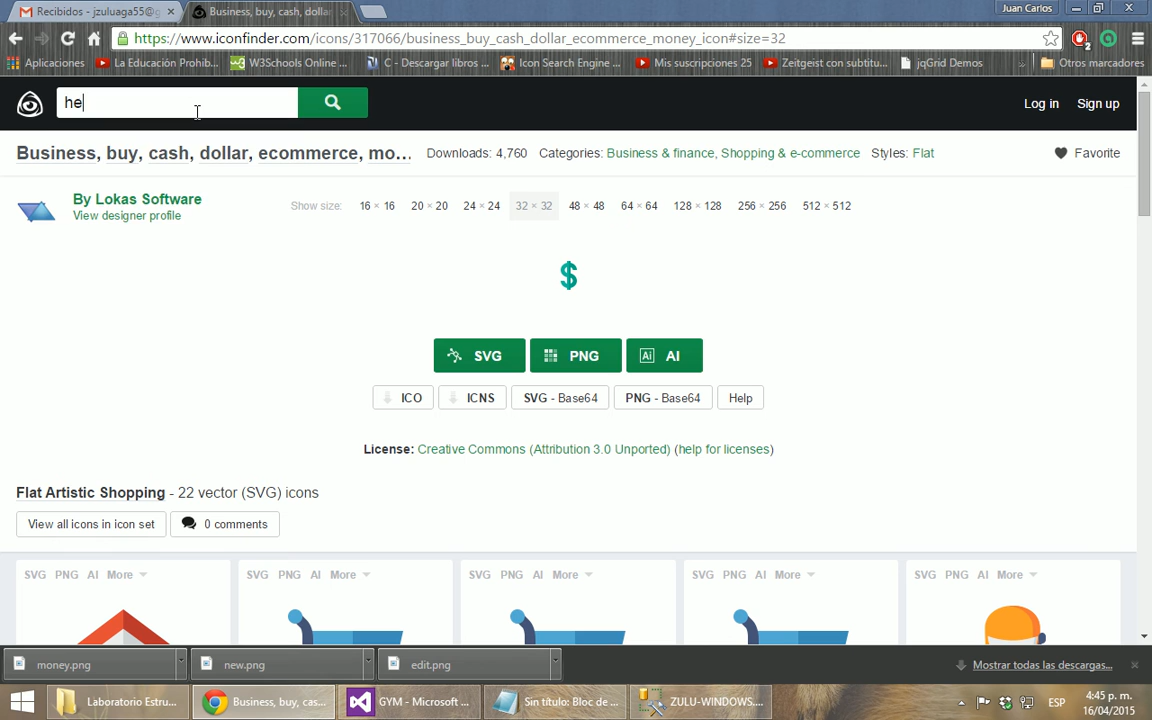 Recibidos - jzuluaga55@g
Business, buy, cash, dollar
Juan Carlos
https://www.iconfinder.com/icons/317066/business_buy_cash_dollar_ecommerce_money_icon#size=32
2
Aplicaciones
La Educación Prohib...
W3Schools Online ...
C - Descargar libros ...
Icon Search Engine ...
Mis suscripciones 25
Zeitgeist con subtitu...
jqGrid Demos
»
Otros marcadores
he
Log in
Sign up
Business, buy, cash, dollar, ecommerce, mo...
Downloads: 4,760
Categories: Business & finance, Shopping & e-commerce
Styles: Flat
Favorite
By Lokas Software
View designer profile
Show size:
16 × 16
20 × 20
24 × 24
32 × 32
48 × 48
64 × 64
128 × 128
256 × 256
512 × 512
$
SVG
PNG
Ai AI
ICO
ICNS
SVG - Base64
PNG - Base64
Help
License: Creative Commons (Attribution 3.0 Unported) (help for licenses)
Flat Artistic Shopping - 22 vector (SVG) icons
View all icons in icon set
0 comments
SVG PNG AI More
SVG PNG AI More
SVG PNG AI More
SVG PNG AI More
SVG PNG AI More
money.png
new.png
edit.png
Mostrar todas las descargas...
Laboratorio Estru...
Business, buy, cas...
GYM - Microsoft ...
Sin título: Bloc de ...
ZULU-WINDOWS....
ESP
4:45 p. m.
16/04/2015